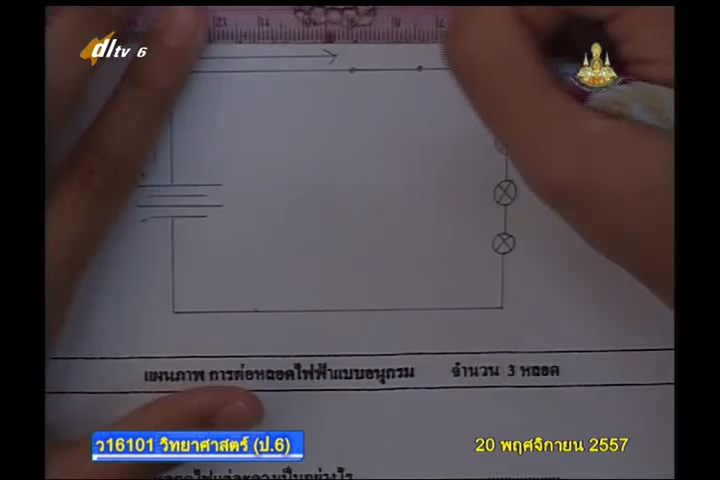 dltv 6
แผนภาพ การต่อหลอดไฟฟ้าแบบอนุกรม จำนวน 3 หลอด
ว16101 วิทยาศาสตร์ (ป.6)
20 พฤศจิกายน 2557